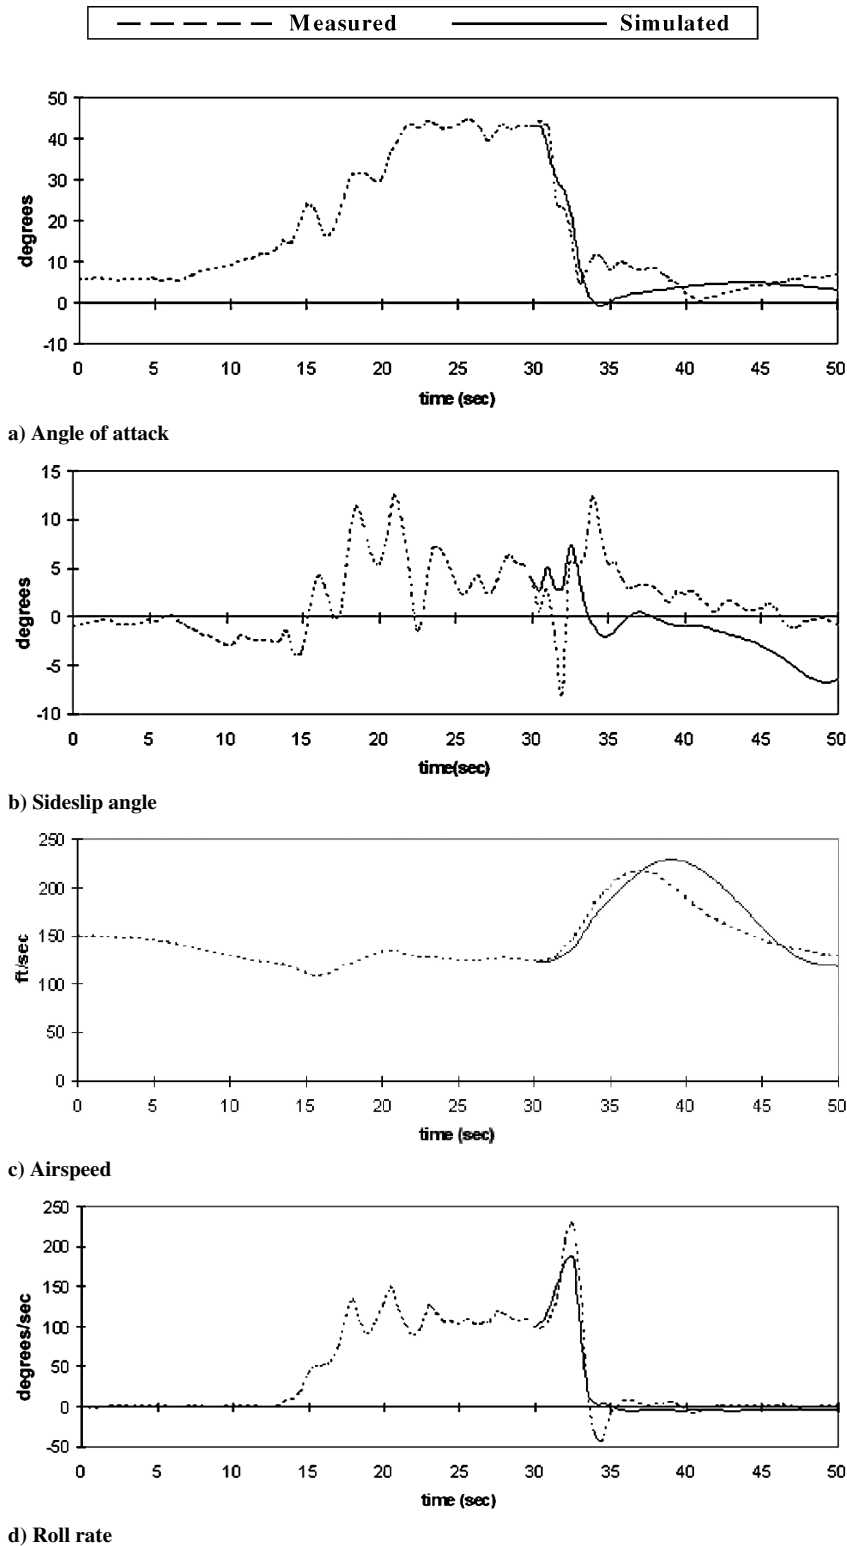 Measured Simulated
50
40
30
20
10
0
-10
degrees
0 5 10 15 20 25 30 35 40 45 50
time (sec)
a) Angle of attack
15
10
5
0
-5
-10
degrees
0 5 10 15 20 25 30 35 40 45 50
time(sec)
b) Sideslip angle
250
200
150
100
50
0
ft/sec
0 5 10 15 20 25 30 35 40 45 50
time (sec)
c) Airspeed
250
200
150
100
50
0
-50
degrees/sec
0 5 10 15 20 25 30 35 40 45 50
time (sec)
d) Roll rate